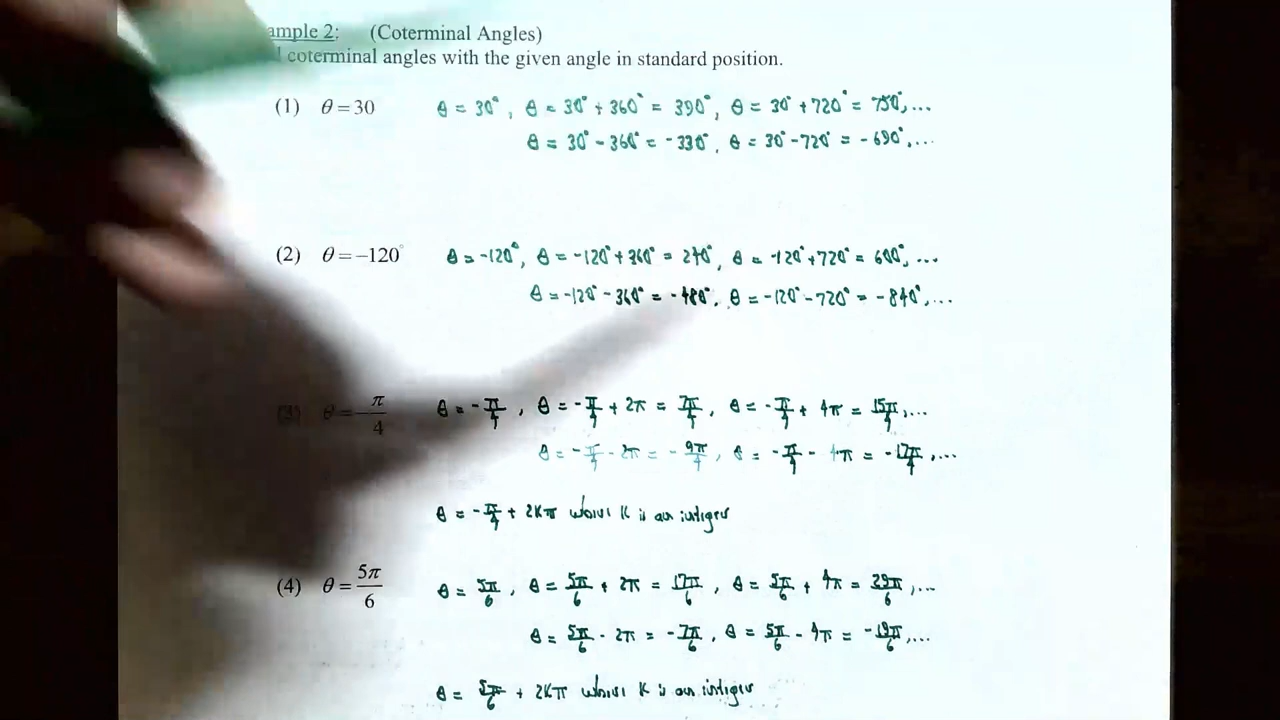 ample 2: (Coterminal Angles)
coterminal angles with the given angle in standard position.
(1) θ = 30 θ = 30°, θ = 30° + 360° = 390°, θ = 30° + 720° = 750°, ...
θ = 30° - 360° = -330°, θ = 30° - 720° = -690°, ...
(2) θ = -120° θ = -120°, θ = -120° + 360° = 240°, θ = -120° + 720° = 600°, ...
θ = -120° - 360° = -480°, θ = -120° - 720° = -840°, ...
(3) θ = -π/4 θ = -π/4, θ = -π/4 + 2π = 7π/4, θ = -π/4 + 4π = 15π/4, ...
θ = -π/4 - 2π = -9π/4, θ = -π/4 - 4π = -17π/4, ...
θ = -π/4 + 2kπ where k is an integer
(4) θ = 5π/6 θ = 5π/6, θ = 5π/6 + 2π = 17π/6, θ = 5π/6 + 4π = 29π/6, ...
θ = 5π/6 - 2π = -7π/6, θ = 5π/6 - 4π = -19π/6, ...
θ = 5π/6 + 2kπ where k is an integer